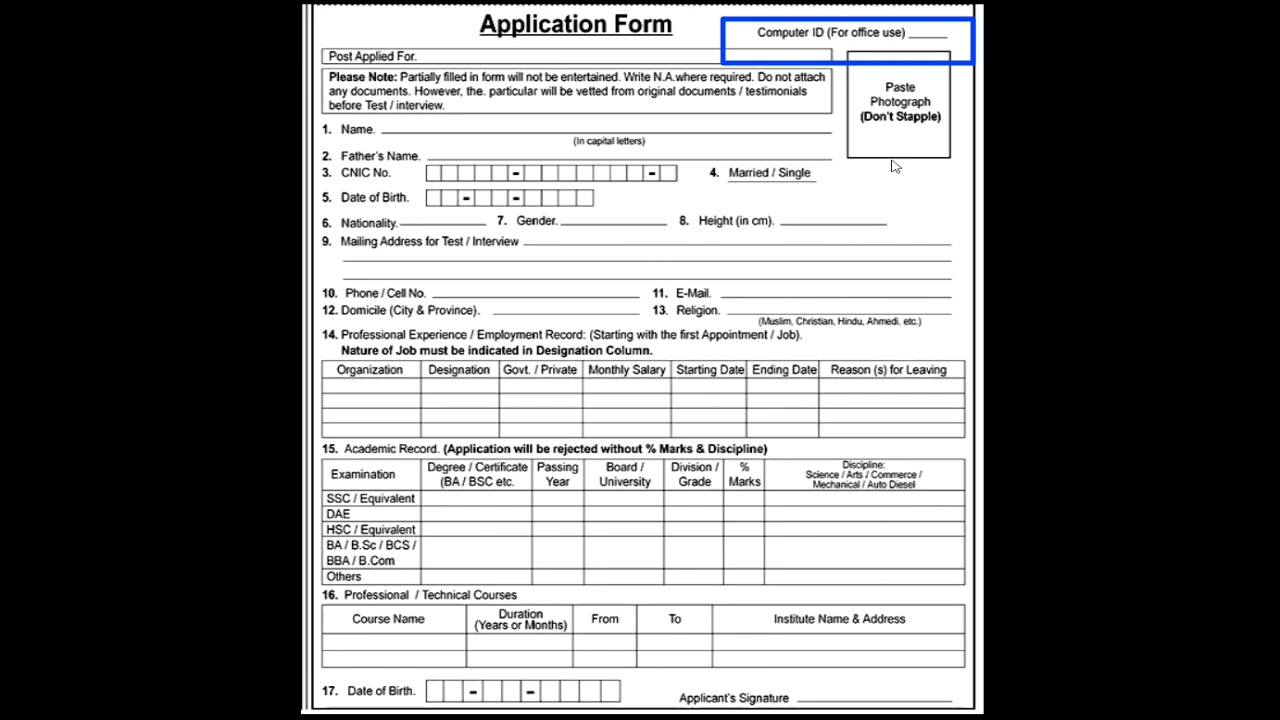 Application Form
Computer ID (For office use) ______
Post Applied For.
Please Note: Partially filled in form will not be entertained. Write N.A.where required. Do not attach
any documents. However, the. particular will be vetted from original documents / testimonials
before Test / interview.
Paste
Photograph
(Don't Stapple)
1. Name.
(In capital letters)
2. Father's Name.
3. CNIC No. - - 4. Married / Single
5. Date of Birth. - -
6. Nationality. 7. Gender. 8. Height (in cm).
9. Mailing Address for Test / Interview
10. Phone / Cell No. 11. E-Mail.
12. Domicile (City & Province). 13. Religion.
(Muslim, Christian, Hindu, Ahmedi, etc.)
14. Professional Experience / Employment Record: (Starting with the first Appointment / Job).
Nature of Job must be indicated in Designation Column.
Organization Designation Govt. / Private Monthly Salary Starting Date Ending Date Reason (s) for Leaving
15. Academic Record. (Application will be rejected without % Marks & Discipline)
Examination
Degree / Certificate
(BA / BSC etc.
Passing
Year
Board /
University
Division /
Grade
%
Marks
Discipline:
Science / Arts / Commerce /
Mechanical / Auto Diesel
SSC / Equivalent
DAE
HSC / Equivalent
BA / B.Sc / BCS /
BBA / B.Com
Others
16. Professional / Technical Courses
Course Name
Duration
(Years or Months)
From
To
Institute Name & Address
17. Date of Birth. - -
Applicant's Signature